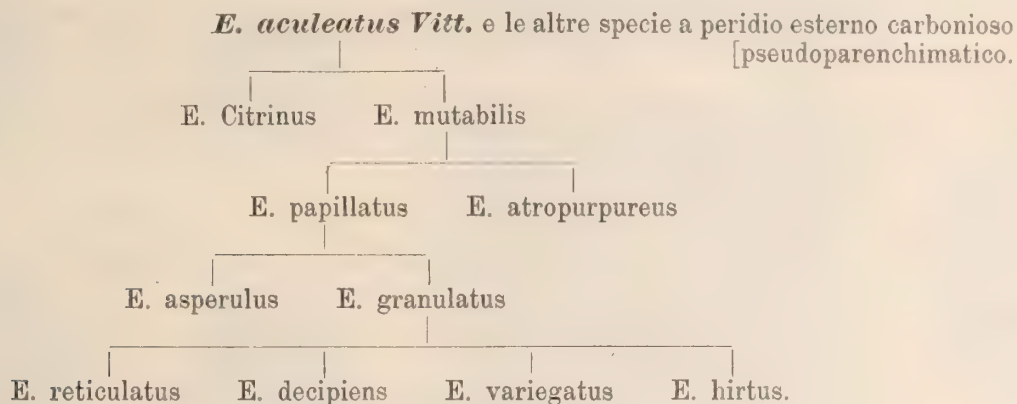 E. aculeatus Vitt. e le altre specie a peridio esterno carbonioso
[pseudoparenchimatico.
E. Citrinus E. mutabilis
E. papillatus E. atropurpureus
E. asperulus E. granulatus
E. reticulatus E. decipiens E. variegatus E. hirtus.